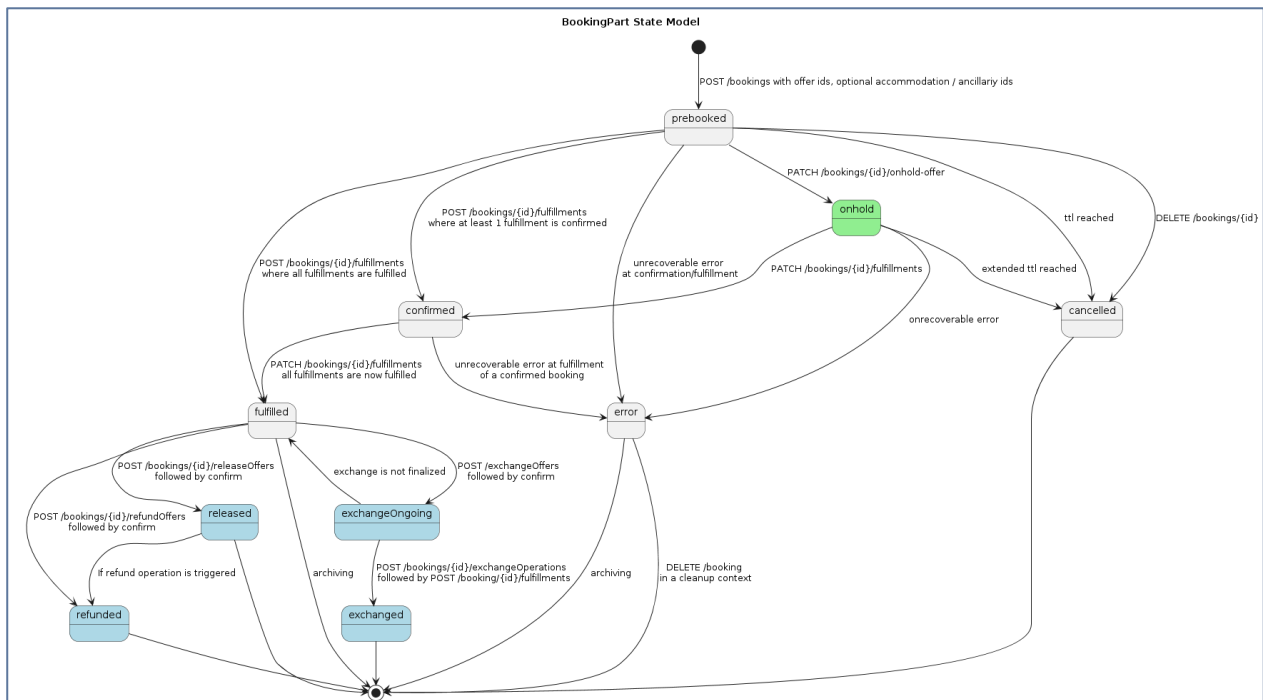 BookingPart State Model
POST /bookings with offer ids, optional accommodation / ancillariy ids
prebooked
PATCH /bookings/{id}/onhold-offer
onhold
POST /bookings/{id}/fulfillments
where at least 1 fulfillment is confirmed
ttl reached
DELETE /bookings/{id}
POST /bookings/{id}/fulfillments
where all fulfillments are fulfilled
unrecoverable error
at confirmation/fulfillment
PATCH /bookings/{id}/fulfillments
extended ttl reached
confirmed
cancelled
onrecoverable error
PATCH /bookings/{id}/fulfillments
all fulfillments are now fulfilled
unrecoverable error at fulfillment
of a confirmed booking
fulfilled
error
POST /bookings/{id}/releaseOffers
followed by confirm
exchange is not finalized
POST /exchangeOffers
followed by confirm
POST /bookings/{id}/refundOffers
followed by confirm
released
exchangeOngoing
If refund operation is triggered
archiving
POST /bookings/{id}/exchangeOperations
followed by POST /booking/{id}/fulfillments
archiving
DELETE /booking
in a cleanup context
refunded
exchanged